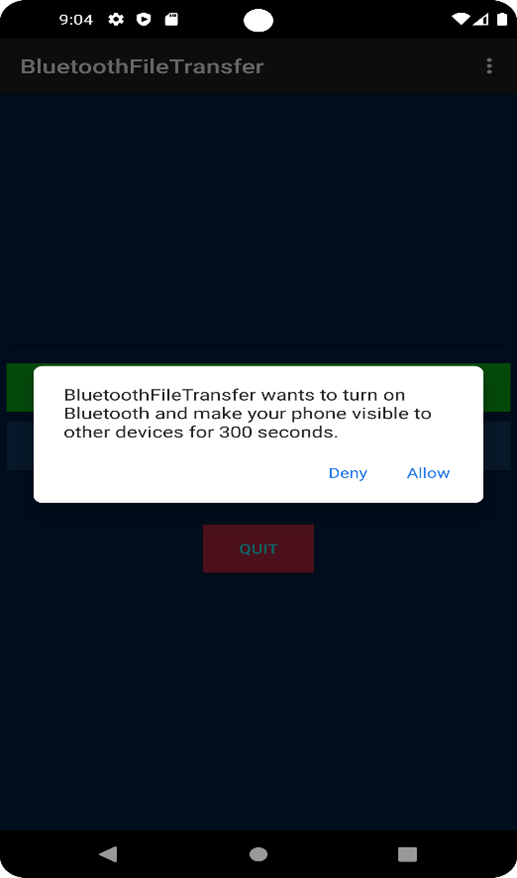 9:04
BluetoothFileTransfer
BluetoothFileTransfer wants to turn on
Bluetooth and make your phone visible to
other devices for 300 seconds.
Deny Allow
QUIT